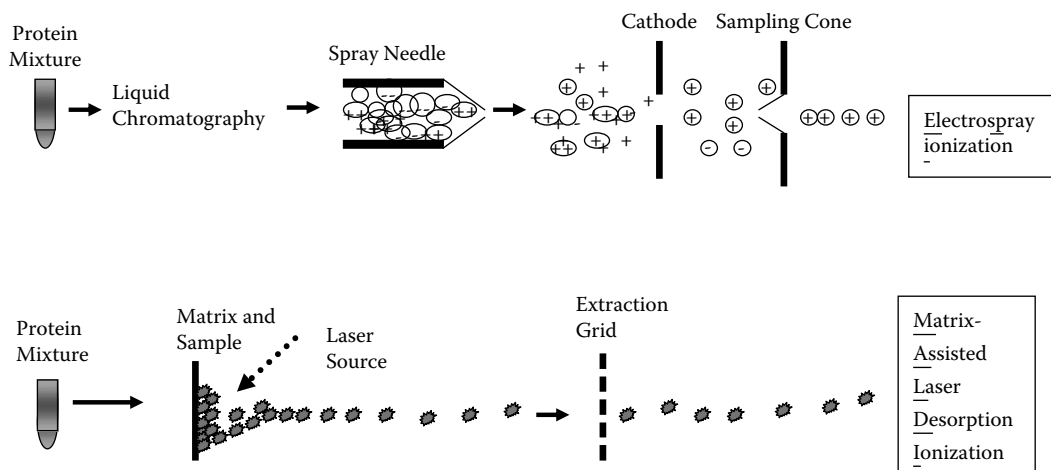 Protein
Mixture
Liquid
Chromatography
Spray Needle
Cathode
Sampling Cone
Electrospray
ionization
Protein
Mixture
Matrix and
Sample
Laser
Source
Extraction
Grid
Matrix-
Assisted
Laser
Desorption
Ionization